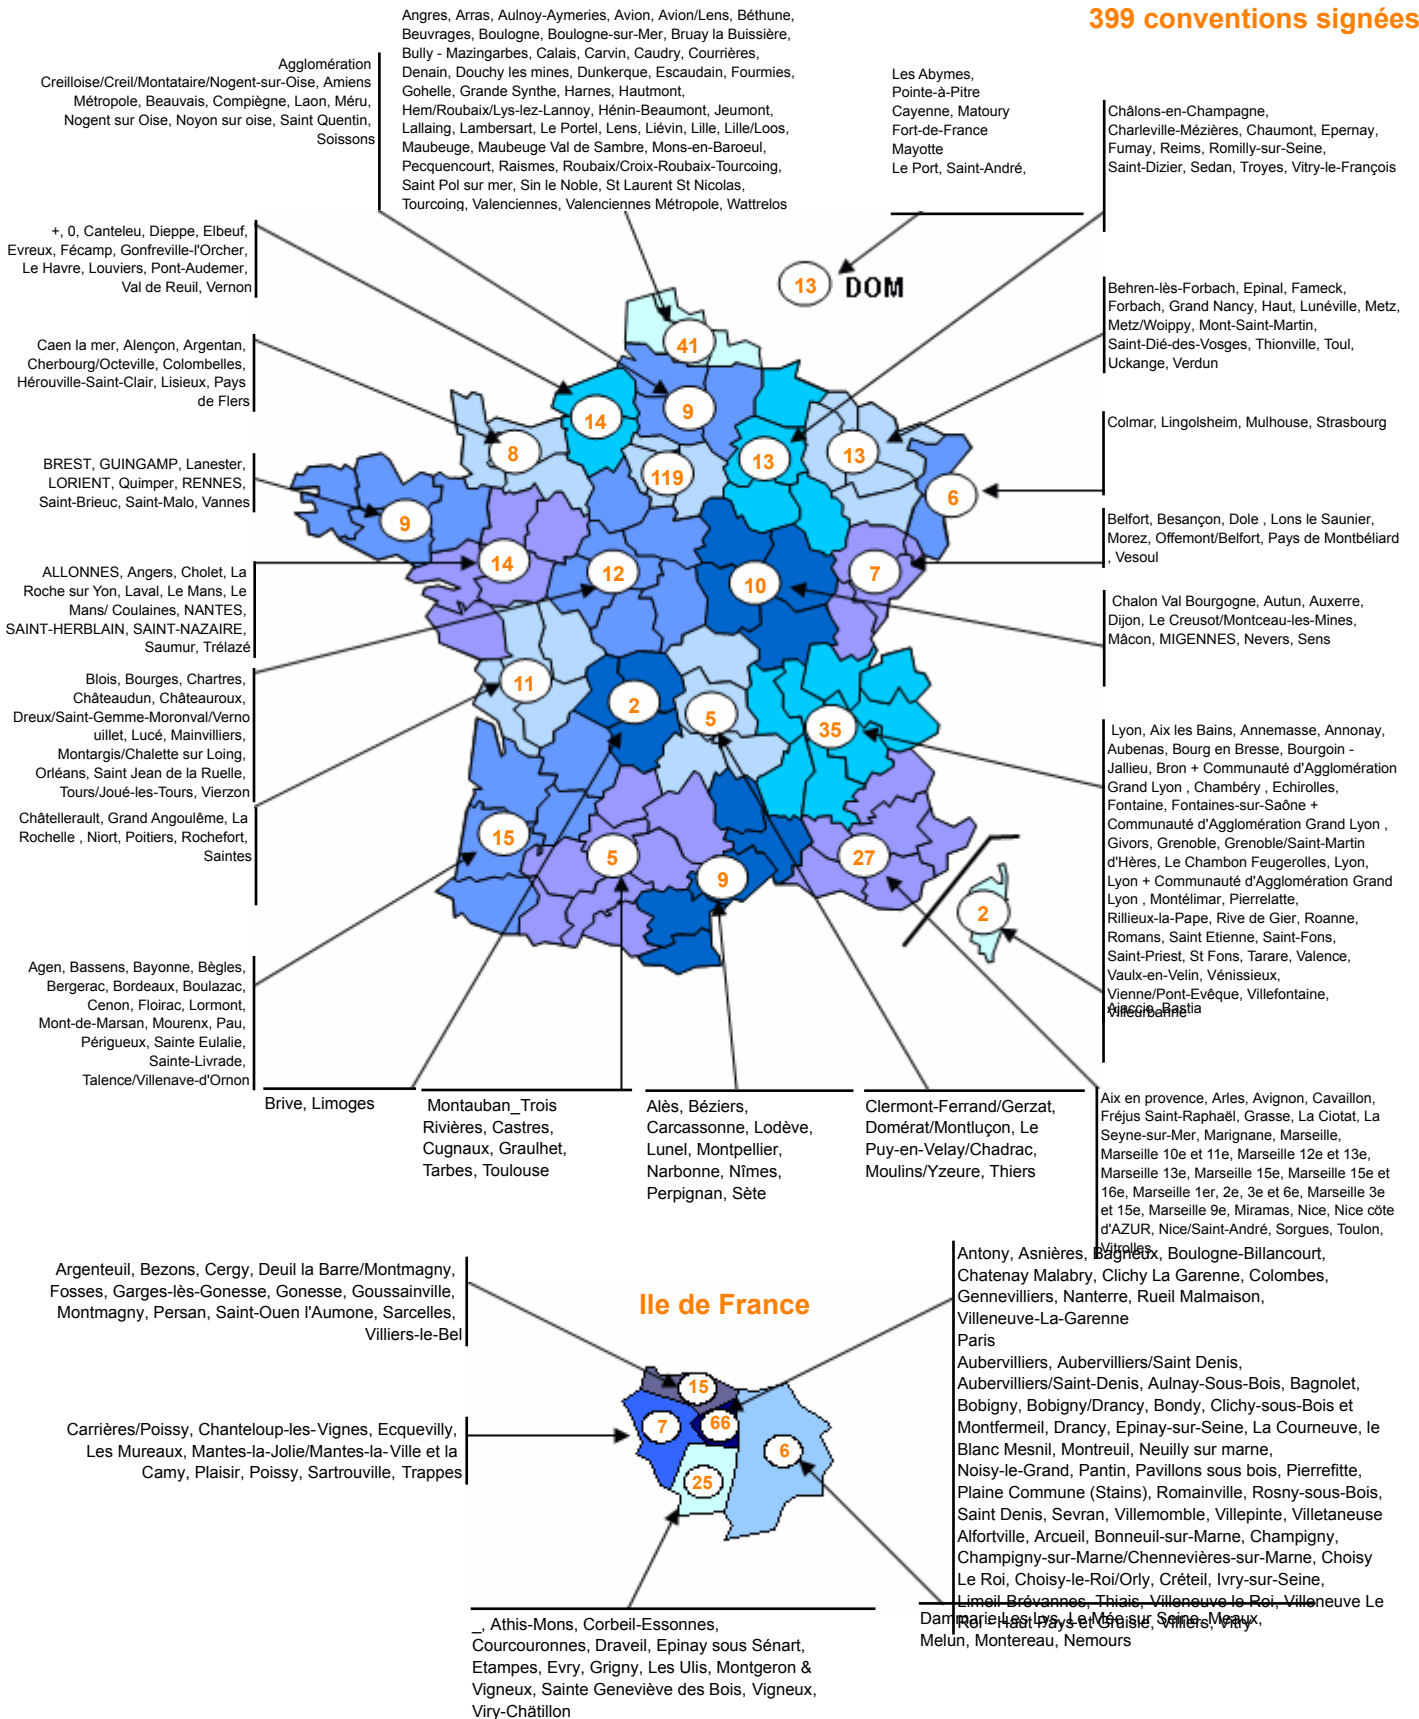 399 conventions signées
Angres, Arras, Aulnoy-Aymeries, Avion, Avion/Lens, Béthune,
Beuvrages, Boulogne, Boulogne-sur-Mer, Bruay la Buissière,
Bully - Mazingarbes, Calais, Carvin, Caudry, Courrières,
Denain, Douchy les mines, Dunkerque, Escaudain, Fourmies,
Gohelle, Grande Synthe, Harnes, Hautmont,
Hem/Roubaix/Lys-lez-Lannoy, Hénin-Beaumont, Jeumont,
Lallaing, Lambersart, Le Portel, Lens, Liévin, Lille, Lille/Loos,
Maubeuge, Maubeuge Val de Sambre, Mons-en-Baroeul,
Pecquencourt, Raismes, Roubaix/Croix-Roubaix-Tourcoing,
Saint Pol sur mer, Sin le Noble, St Laurent St Nicolas,
Tourcoing, Valenciennes, Valenciennes Métropole, Wattrelos
Agglomération
Creilloise/Creil/Montataire/Nogent-sur-Oise, Amiens
Métropole, Beauvais, Compiègne, Laon, Méru,
Nogent sur Oise, Noyon sur oise, Saint Quentin,
Soissons
Les Abymes,
Pointe-à-Pitre
Cayenne, Matoury
Fort-de-France
Mayotte
Le Port, Saint-André,
Châlons-en-Champagne,
Charleville-Mézières, Chaumont, Epernay,
Fumay, Reims, Romilly-sur-Seine,
Saint-Dizier, Sedan, Troyes, Vitry-le-François
+, 0, Canteleu, Dieppe, Elbeuf,
Evreux, Fécamp, Gonfreville-l'Orcher,
Le Havre, Louviers, Pont-Audemer,
Val de Reuil, Vernon
13 DOM
Behren-lès-Forbach, Epinal, Fameck,
Forbach, Grand Nancy, Haut, Lunéville, Metz,
Metz/Woippy, Mont-Saint-Martin,
Saint-Dié-des-Vosges, Thionville, Toul,
Uckange, Verdun
Caen la mer, Alençon, Argentan,
Cherbourg/Octeville, Colombelles,
Hérouville-Saint-Clair, Lisieux, Pays
de Flers
41
9
14
8
119
13
13
6
Colmar, Lingolsheim, Mulhouse, Strasbourg
BREST, GUINGAMP, Lanester,
LORIENT, Quimper, RENNES,
Saint-Brieuc, Saint-Malo, Vannes
9
14
12
10
7
Belfort, Besançon, Dole , Lons le Saunier,
Morez, Offemont/Belfort, Pays de Montbéliard
, Vesoul
ALLONNES, Angers, Cholet, La
Roche sur Yon, Laval, Le Mans, Le
Mans/ Coulaines, NANTES,
SAINT-HERBLAIN, SAINT-NAZAIRE,
Saumur, Trélazé
Chalon Val Bourgogne, Autun, Auxerre,
Dijon, Le Creusot/Montceau-les-Mines,
Mâcon, MIGENNES, Nevers, Sens
Blois, Bourges, Chartres,
Châteaudun, Châteauroux,
Dreux/Saint-Gemme-Moronval/Verno
uillet, Lucé, Mainvilliers,
Montargis/Chalette sur Loing,
Orléans, Saint Jean de la Ruelle,
Tours/Joué-les-Tours, Vierzon
11
2
5
35
Lyon, Aix les Bains, Annemasse, Annonay,
Aubenas, Bourg en Bresse, Bourgoin -
Jallieu, Bron + Communauté d'Agglomération
Grand Lyon , Chambéry , Echirolles,
Fontaine, Fontaines-sur-Saône +
Communauté d'Agglomération Grand Lyon ,
Givors, Grenoble, Grenoble/Saint-Martin
d'Hères, Le Chambon Feugerolles, Lyon,
Lyon + Communauté d'Agglomération Grand
Lyon , Montélimar, Pierrelatte,
Rillieux-la-Pape, Rive de Gier, Roanne,
Romans, Saint Etienne, Saint-Fons,
Saint-Priest, St Fons, Tarare, Valence,
Vaulx-en-Velin, Vénissieux,
Vienne/Pont-Evêque, Villefontaine,
Villeurbanne
Ajaccio, Bastia
Châtellerault, Grand Angoulême, La
Rochelle , Niort, Poitiers, Rochefort,
Saintes
15
5
9
27
2
Agen, Bassens, Bayonne, Bègles,
Bergerac, Bordeaux, Boulazac,
Cenon, Floirac, Lormont,
Mont-de-Marsan, Mourenx, Pau,
Périgueux, Sainte Eulalie,
Sainte-Livrade,
Talence/Villenave-d'Ornon
Brive, Limoges
Montauban_Trois
Rivières, Castres,
Cugnaux, Graulhet,
Tarbes, Toulouse
Alès, Béziers,
Carcassonne, Lodève,
Lunel, Montpellier,
Narbonne, Nîmes,
Perpignan, Sète
Clermont-Ferrand/Gerzat,
Domérat/Montluçon, Le
Puy-en-Velay/Chadrac,
Moulins/Yzeure, Thiers
Aix en provence, Arles, Avignon, Cavaillon,
Fréjus Saint-Raphaël, Grasse, La Ciotat, La
Seyne-sur-Mer, Marignane, Marseille,
Marseille 10e et 11e, Marseille 12e et 13e,
Marseille 13e, Marseille 15e, Marseille 15e et
16e, Marseille 1er, 2e, 3e et 6e, Marseille 3e
et 15e, Marseille 9e, Miramas, Nice, Nice côte
d'AZUR, Nice/Saint-André, Sorgues, Toulon,
Vitrolles
Argenteuil, Bezons, Cergy, Deuil la Barre/Montmagny,
Fosses, Garges-lès-Gonesse, Gonesse, Goussainville,
Montmagny, Persan, Saint-Ouen l'Aumone, Sarcelles,
Villiers-le-Bel
Ile de France
Antony, Asnières, Bagneux, Boulogne-Billancourt,
Chatenay Malabry, Clichy La Garenne, Colombes,
Gennevilliers, Nanterre, Rueil Malmaison,
Villeneuve-La-Garenne
Paris
Aubervilliers, Aubervilliers/Saint Denis,
Aubervilliers/Saint-Denis, Aulnay-Sous-Bois, Bagnolet,
Bobigny, Bobigny/Drancy, Bondy, Clichy-sous-Bois et
Montfermeil, Drancy, Epinay-sur-Seine, La Courneuve, le
Blanc Mesnil, Montreuil, Neuilly sur marne,
Noisy-le-Grand, Pantin, Pavillons sous bois, Pierrefitte,
Plaine Commune (Stains), Romainville, Rosny-sous-Bois,
Saint Denis, Sevran, Villemomble, Villepinte, Villetaneuse
Alfortville, Arcueil, Bonneuil-sur-Marne, Champigny,
Champigny-sur-Marne/Chennevières-sur-Marne, Choisy
Le Roi, Choisy-le-Roi/Orly, Créteil, Ivry-sur-Seine,
Limeil Brévannes, Thiais, Villeneuve le Roi, Villeneuve Le
Roi - Haut Pays et Gruisie, Villiers, Vitry
15
7
66
6
25
Carrières/Poissy, Chanteloup-les-Vignes, Ecquevilly,
Les Mureaux, Mantes-la-Jolie/Mantes-la-Ville et la
Camy, Plaisir, Poissy, Sartrouville, Trappes
_, Athis-Mons, Corbeil-Essonnes,
Courcouronnes, Draveil, Epinay sous Sénart,
Etampes, Evry, Grigny, Les Ulis, Montgeron &
Vigneux, Sainte Geneviève des Bois, Vigneux,
Viry-Châtillon
Dammarie Les Lys, Le Mée sur Seine, Meaux,
Melun, Montereau, Nemours